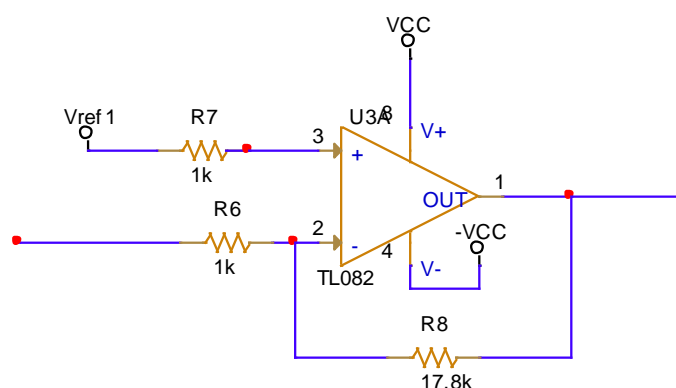 VCC
Vref1
R7
U3A
8
V+
3
+
1k
1
R6
OUT
2
-
4
-VCC
1k
TL082
V-
R8
17.8k